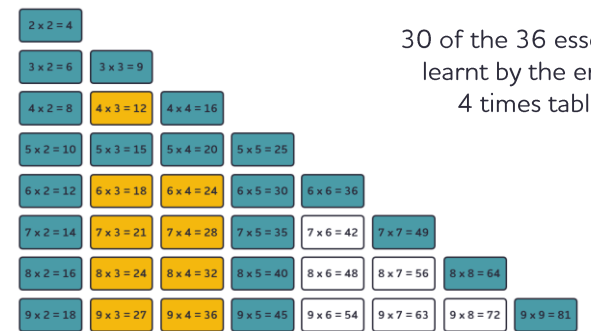 2 x 2 = 4
30 of the 36
3 x 2 = 6 3 x 3 = 9
learnt by the
4 x 2 = 8 4 x 3 = 12 4 x 4 = 16
4 times
5 x 2 = 10 5 x 3 = 15 5 x 4 = 20 5 x 5 = 25
6 x 2 = 12 6 x 3 = 18 6 x 4 = 24 6 x 5 = 30 6 x 6 = 36
7 x 2 = 14 7 x 3 = 21 7 x 4 = 28 7 x 5 = 35 7 x 6 = 42 7 x 7 = 49
8 x 2 = 16 8 x 3 = 24 8 x 4 = 32 8 x 5 = 40 8 x 6 = 48 8 x 7 = 56 8 x 8 = 64
9 x 2 = 18 9 x 3 = 27 9 x 4 = 36 9 x 5 = 45 9 x 6 = 54 9 x 7 = 63 9 x 8 = 72 9 x 9 = 81